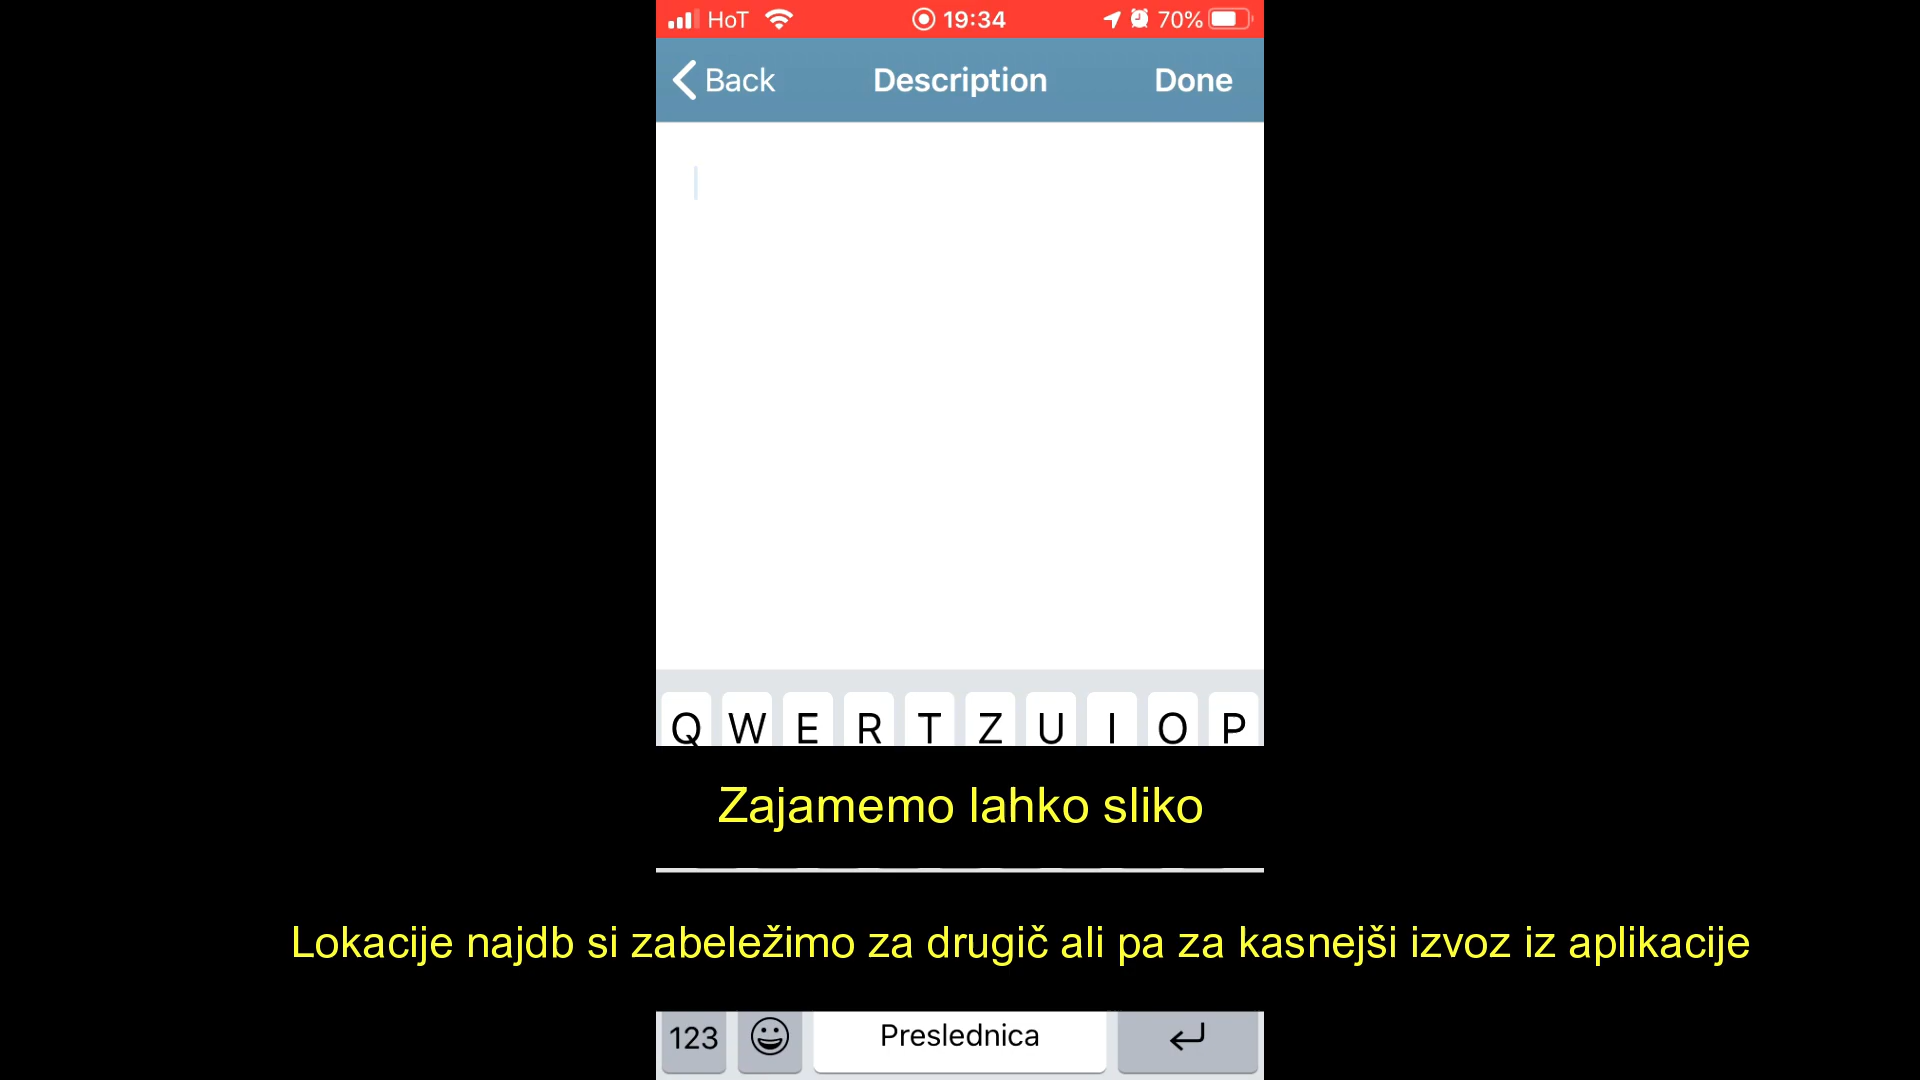 HoT 19:34 70%
Back Description Done
Q W E R T Z U I O P
Zajamemo lahko sliko
Lokacije najdb si zabeležimo za drugič ali pa za kasnejši izvoz iz aplikacije
123 Preslednica